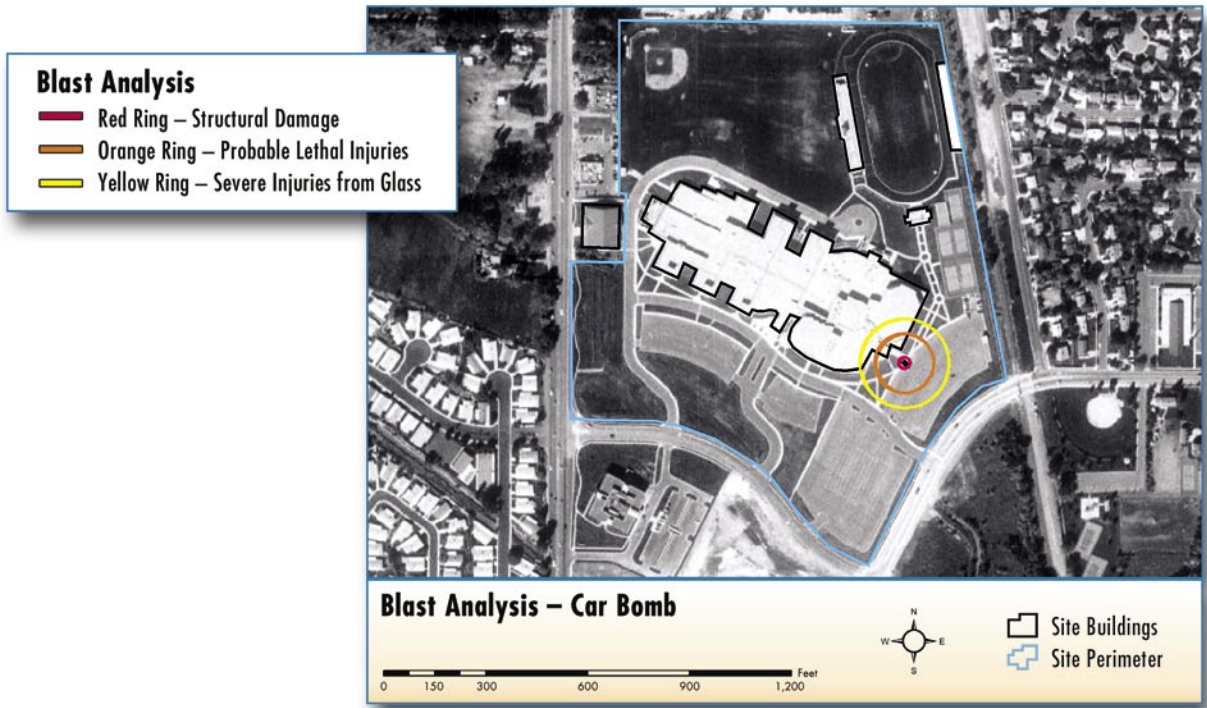 Blast Analysis
Red Ring – Structural Damage
Orange Ring – Probable Lethal Injuries
Yellow Ring – Severe Injuries from Glass
Blast Analysis – Car Bomb
N
W E
S
Site Buildings
Site Perimeter
Feet
0 150 300 600 900 1,200